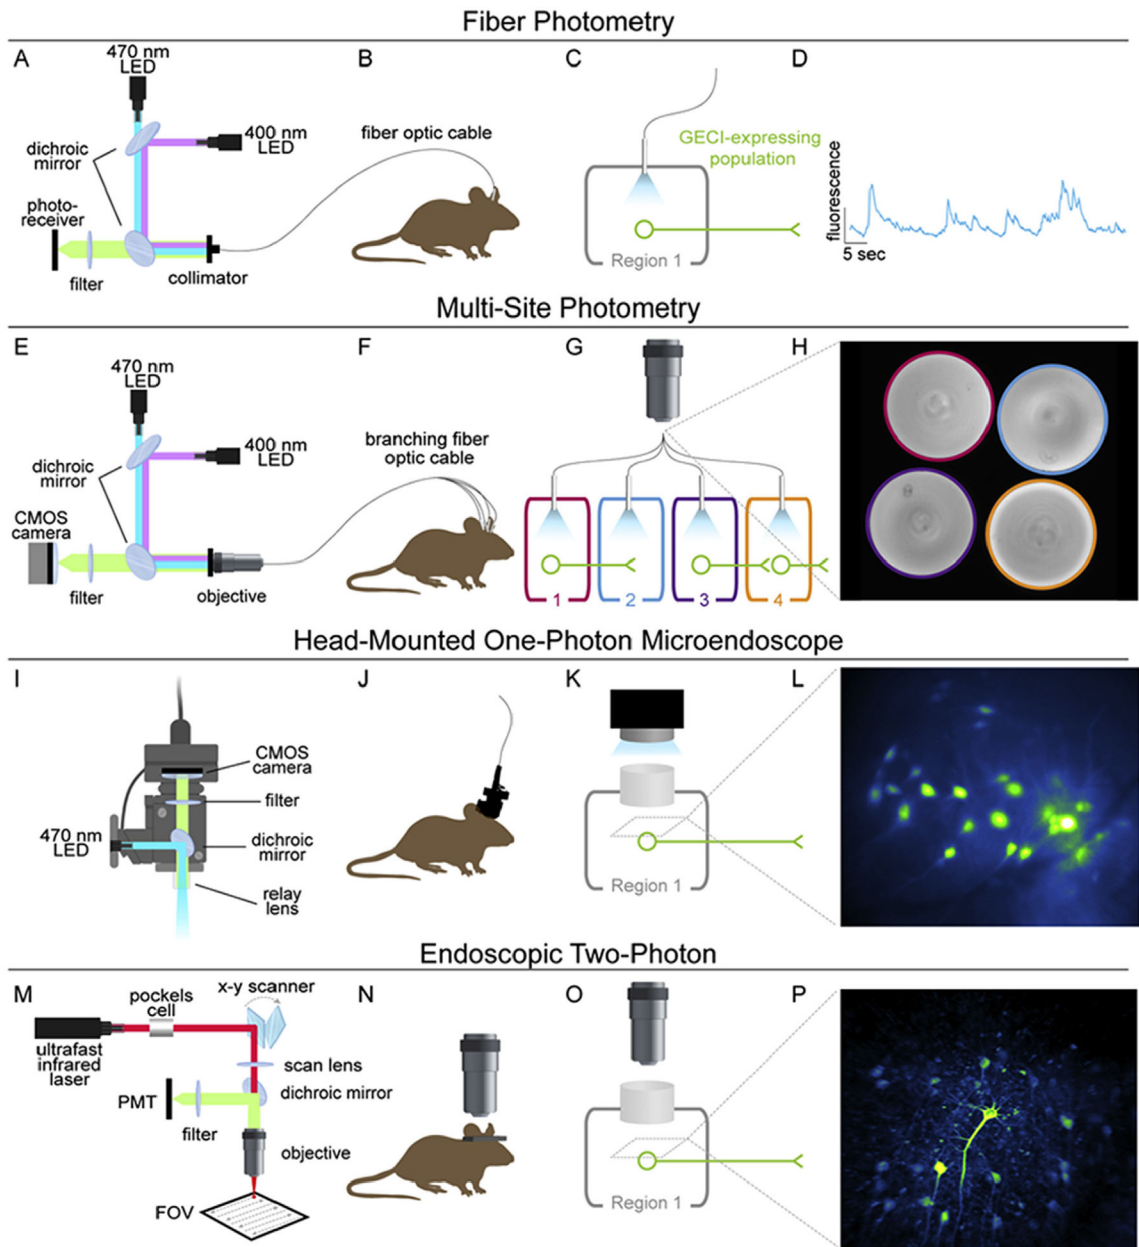 Fiber Photometry
A
B
C
D
470 nm
LED
400 nm
LED
dichroic
mirror
photo-
receiver
filter
collimator
fiber optic cable
GECI-expressing
population
Region 1
fluorescence
5 sec
Multi-Site Photometry
E
F
G
H
470 nm
LED
400 nm
LED
dichroic
mirror
CMOS
camera
filter
objective
branching fiber
optic cable
1
2
3
4
Head-Mounted One-Photon Microendoscope
I
J
K
L
CMOS
camera
filter
470 nm
LED
dichroic
mirror
relay
lens
Region 1
Endoscopic Two-Photon
M
N
O
P
pockels
cell
x-y scanner
ultrafast
infrared
laser
scan lens
dichroic mirror
PMT
filter
objective
FOV
Region 1